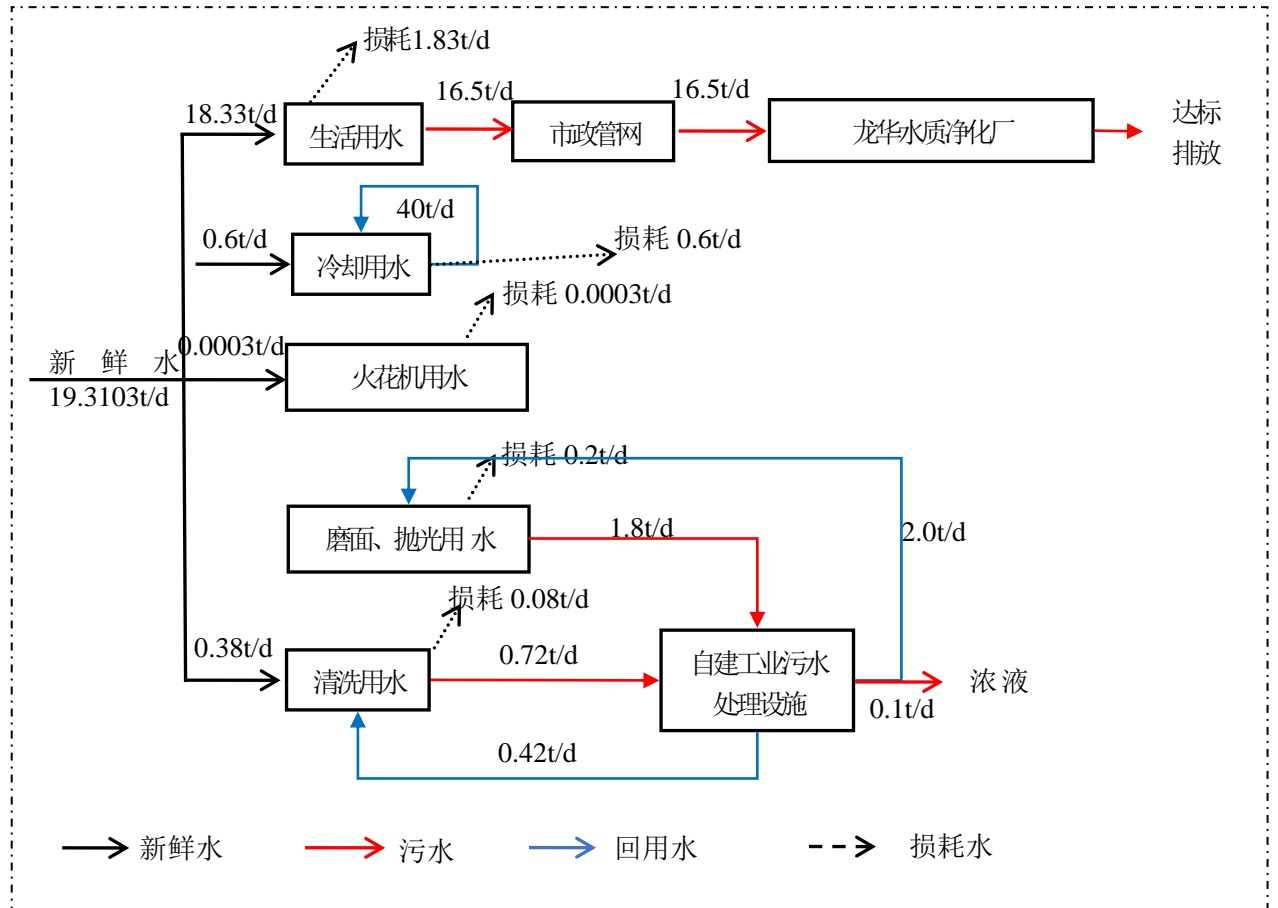 损耗1.83t/d
18.33t/d
16.5t/d
16.5t/d
生活用水
市政管网
龙华水质净化厂
达标
排放
40t/d
0.6t/d
冷却用水
损耗 0.6t/d
损耗 0.0003t/d
新 鲜 水
0.0003t/d
19.3103t/d
火花机用水
损耗 0.2t/d
磨面、抛光用 水
1.8t/d
2.0t/d
损耗 0.08t/d
0.38t/d
清洗用水
0.72t/d
自建工业污水
处理设施
浓 液
0.1t/d
0.42t/d
新鲜水
污水
回用水
损耗水